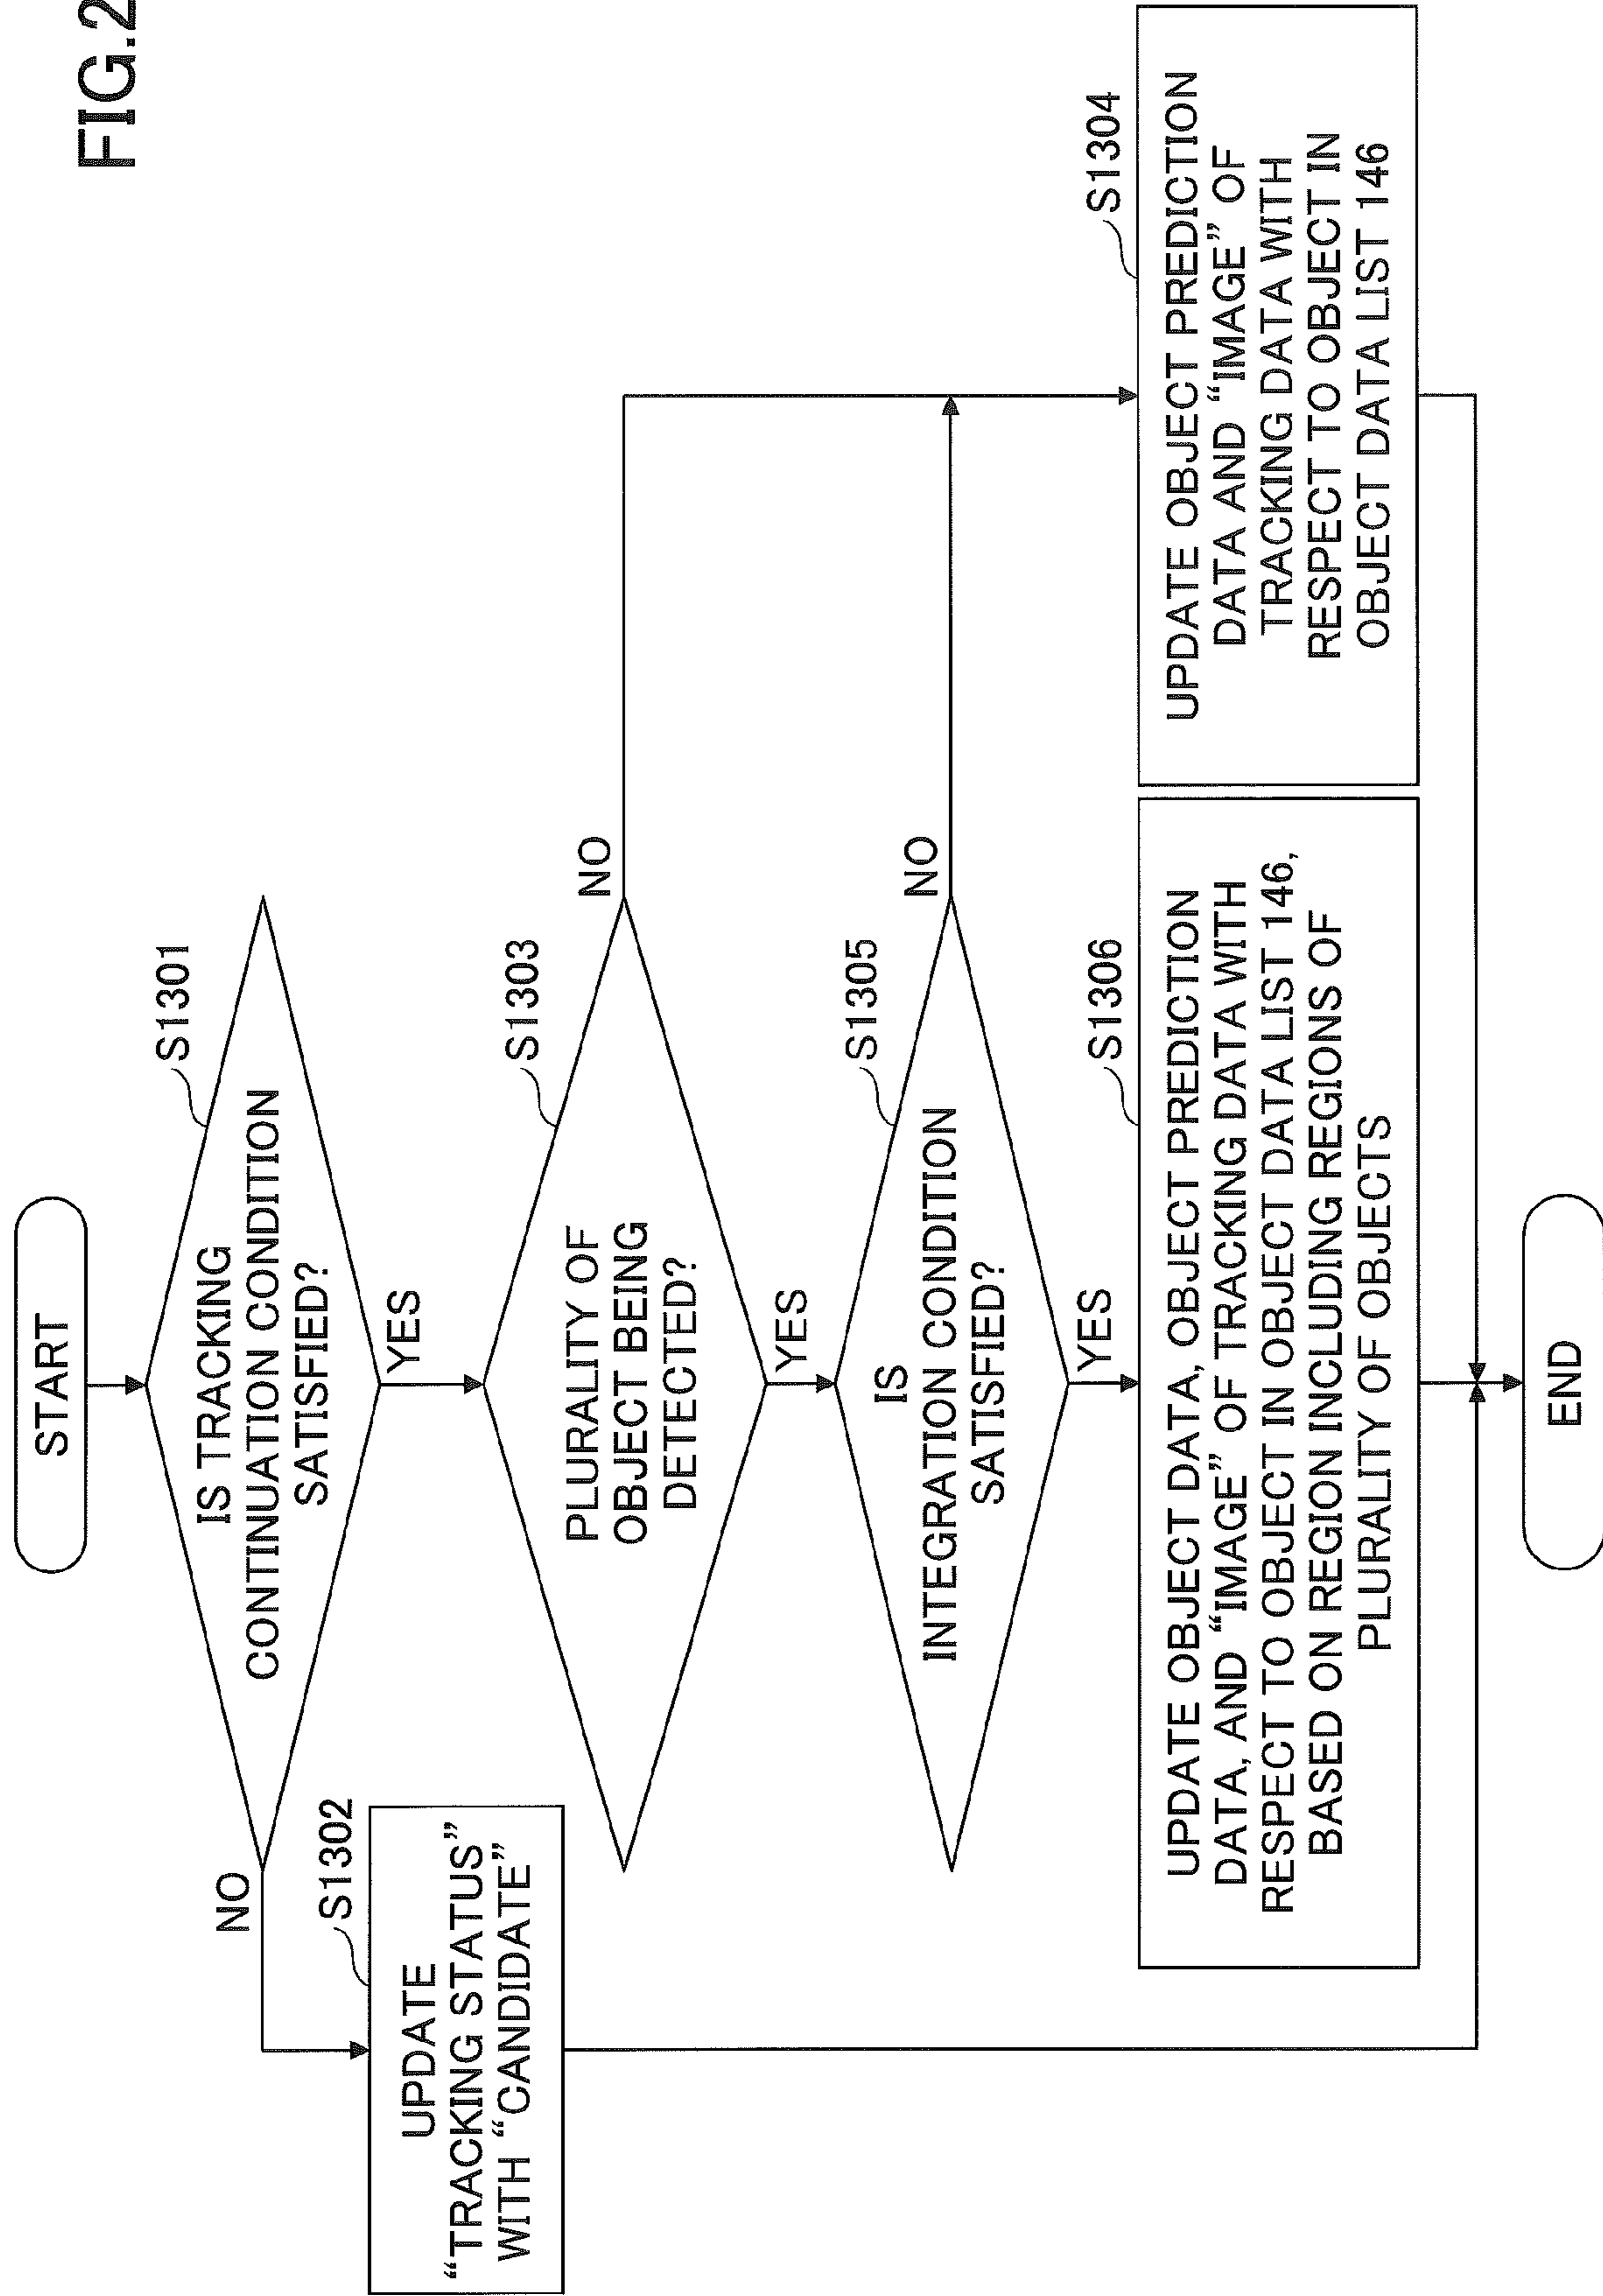 FIG.2
START
IS TRACKING
CONTINUATION CONDITION
SATISFIED?
S1301
NO
YES
UPDATE
“TRACKING STATUS”
WITH “CANDIDATE”
S1302
PLURALITY OF
OBJECT BEING
DETECTED?
S1303
NO
YES
IS
INTEGRATION CONDITION
SATISFIED?
S1305
NO
YES
UPDATE OBJECT DATA, OBJECT PREDICTION
DATA, AND “IMAGE” OF TRACKING DATA WITH
RESPECT TO OBJECT IN OBJECT DATA LIST 146,
BASED ON REGION INCLUDING REGIONS OF
PLURALITY OF OBJECTS
S1306
UPDATE OBJECT PREDICTION
DATA AND “IMAGE” OF
TRACKING DATA WITH
RESPECT TO OBJECT IN
OBJECT DATA LIST 146
S1304
END